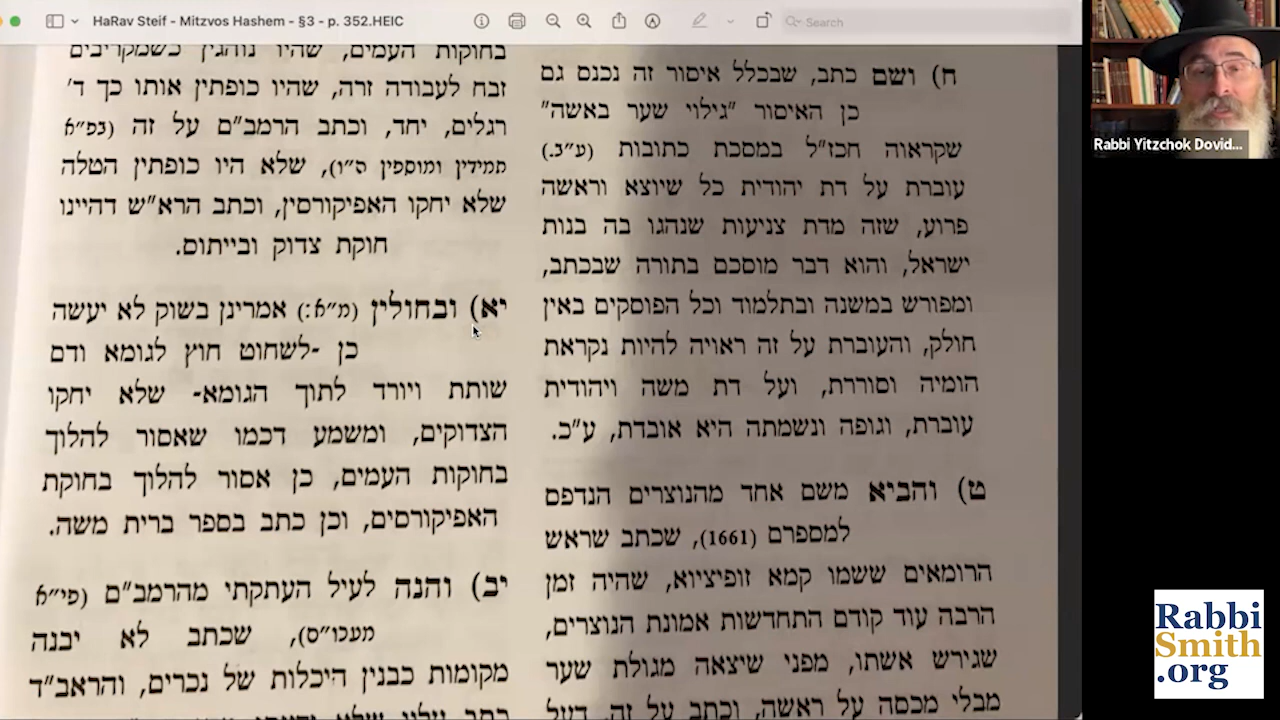 HaRav Steif - Mitzvos Hashem - §3 - p. 352.HEIC
Search
ח) ושם כתב, שבכלל איסור זה נכנס גם
כן האיסור "גילוי שער באשה"
שקראוה חכז"ל במסכת כתובות (ע"ב.)
עוברת על דת יהודית כל שיוצא וראשה
פרוע, שזה מדת צניעות שנהגו בה בנות
ישראל, והוא דבר מוסכם בתורה שבכתב,
ומפורש במשנה ובתלמוד וכל הפוסקים באין
חולק, והעוברת על זה ראויה להיות נקראת
הומיה וסוררת, ועל דת משה ויהודית
עוברת, וגופה ונשמתה היא אובדת, ע"כ.
ט) והביא משם אחד מהנוצרים הנדפס
למספרם (1661), שכתב שראש
הרומאים ששמו קמא זופיציוא, שהיה זמן
הרבה עוד קודם התחדשות אמונת הנוצרים,
שגירש אשתו, מפני שיצאה מגולת שער
מבלי מכסה על ראשה, וכתב על זה, דעל
בחוקות העמים, שהיו נוהגין כשמקריבים
זבח לעבודה זרה, שהיו כופתין אותו כך ד'
רגלים, יחד, וכתב הרמב"ם על זה (בפ"א
תמידין ומוספין ה"ו), שלא היו כופתין הטלה
שלא יחקו האפיקורסין, וכתב הרא"ש דהיינו
חוקת צדוק ובייתוס.
יא) ובחולין (מ"א:) אמרינן בשוק לא יעשה
כן -לשחוט חוץ לגומא ודם
שותת ויורד לתוך הגומא- שלא יחקו
הצדוקים, ומשמע דכמו שאסור להלוך
בחוקות העמים, כן אסור להלוך בחוקת
האפיקורסים, וכן כתב בספר ברית משה.
יב) והנה לעיל העתקתי מהרמב"ם (פי"א
מעכו"ם), שכתב לא יבנה
מקומות כבנין היכלות של נכרים, והראב"ד
Rabbi Yitzchok Dovid...
Rabbi
Smith
.org